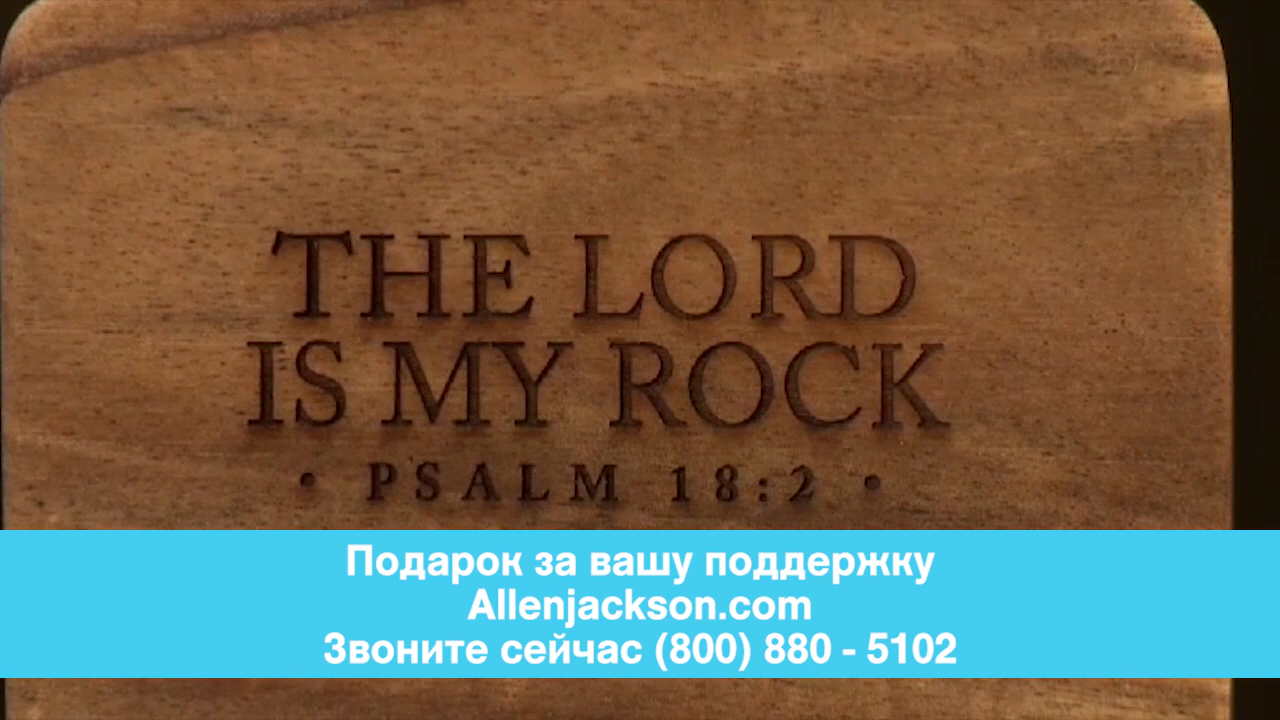 THE LORD
IS MY ROCK
• PSALM 18:2 •
Подарок за вашу поддержку
Allenjackson.com
Звоните сейчас (800) 880 - 5102